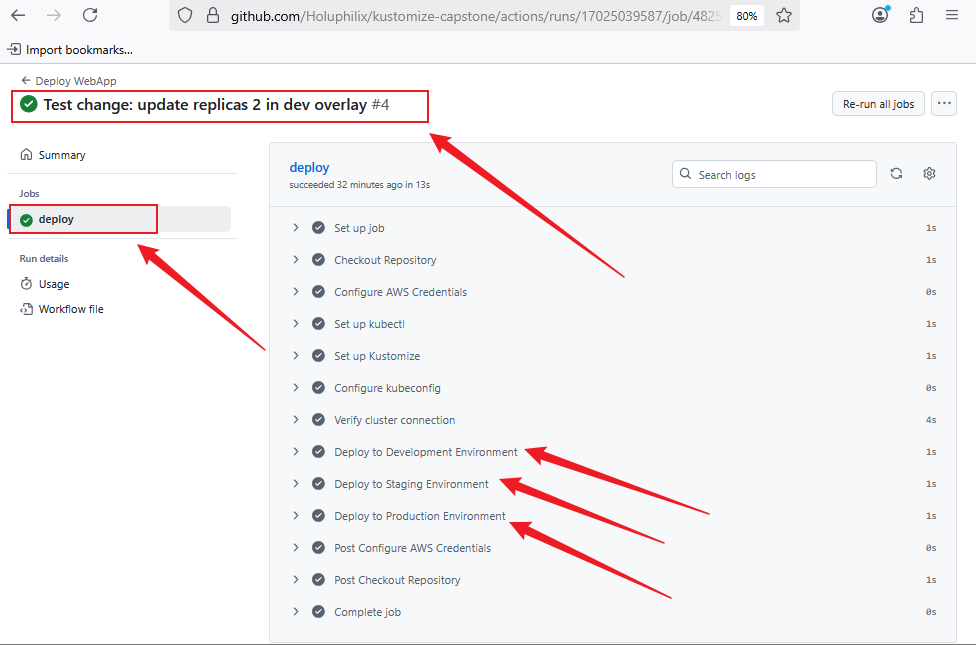 github.com/Holuphilix/kustomize-capstone/actions/runs/17025039587/job/4825
80%
Import bookmarks...
Deploy WebApp
Test change: update replicas 2 in dev overlay #4
Re-run all jobs
Summary
Jobs
deploy
Run details
Usage
Workflow file
deploy
succeeded 32 minutes ago in 13s
Search logs
Set up job 1s
Checkout Repository 1s
Configure AWS Credentials 0s
Set up kubectl 1s
Set up Kustomize 1s
Configure kubeconfig 0s
Verify cluster connection 4s
Deploy to Development Environment 1s
Deploy to Staging Environment 1s
Deploy to Production Environment 1s
Post Configure AWS Credentials 0s
Post Checkout Repository 1s
Complete job 0s